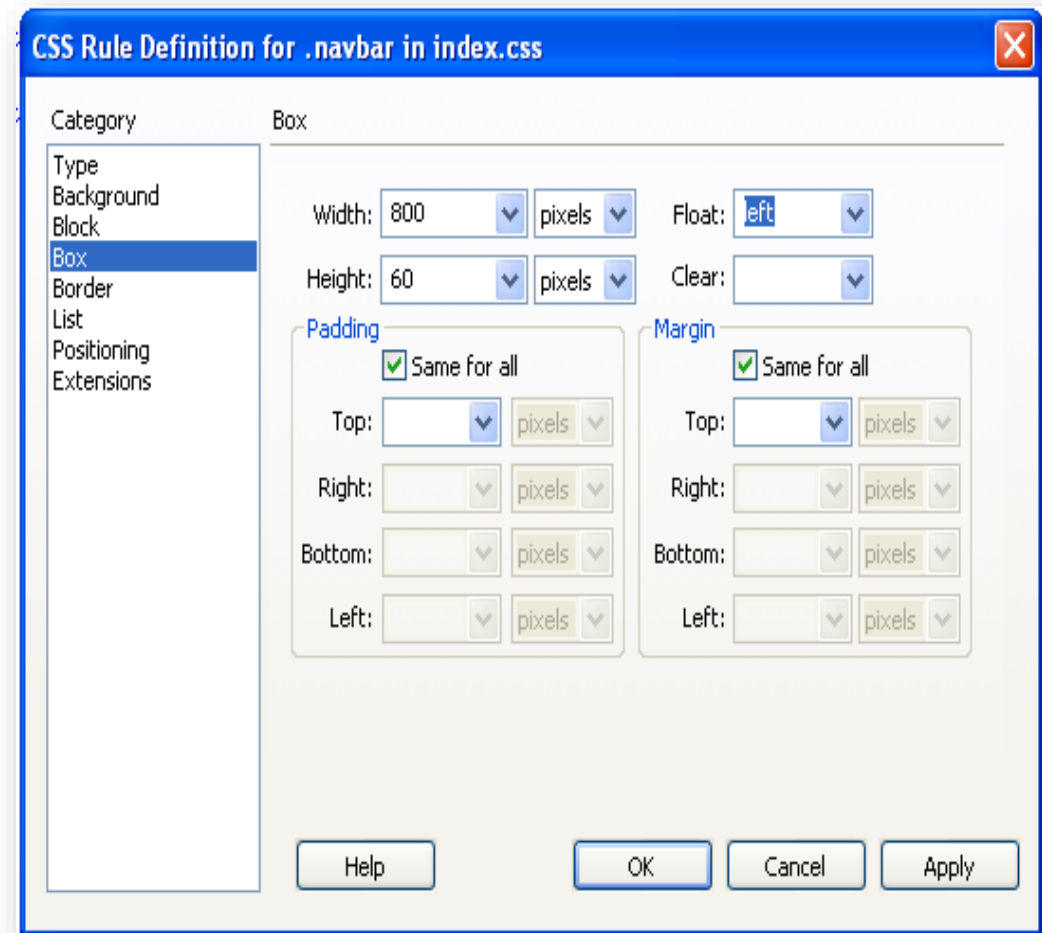 CSS Rule Definition for .navbar in index.css
Category
Type
Background
Block
Box
Border
List
Positioning
Extensions
Box
Width: 800 pixels Float: left
Height: 60 pixels Clear:
Padding
Same for all
Top: pixels
Right: pixels
Bottom: pixels
Left: pixels
Margin
Same for all
Top: pixels
Right: pixels
Bottom: pixels
Left: pixels
Help OK Cancel Apply